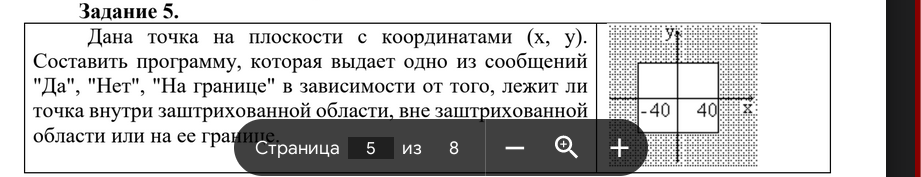 Задание 5.
Дана точка на плоскости с координатами (x, y).
Составить программу, которая выдает одно из сообщений
"Да", "Нет", "На границе" в зависимости от того, лежит ли
точка внутри заштрихованной области, вне заштрихованной
области или на ее границе.
y
-40 40 x
Страница 5 из 8